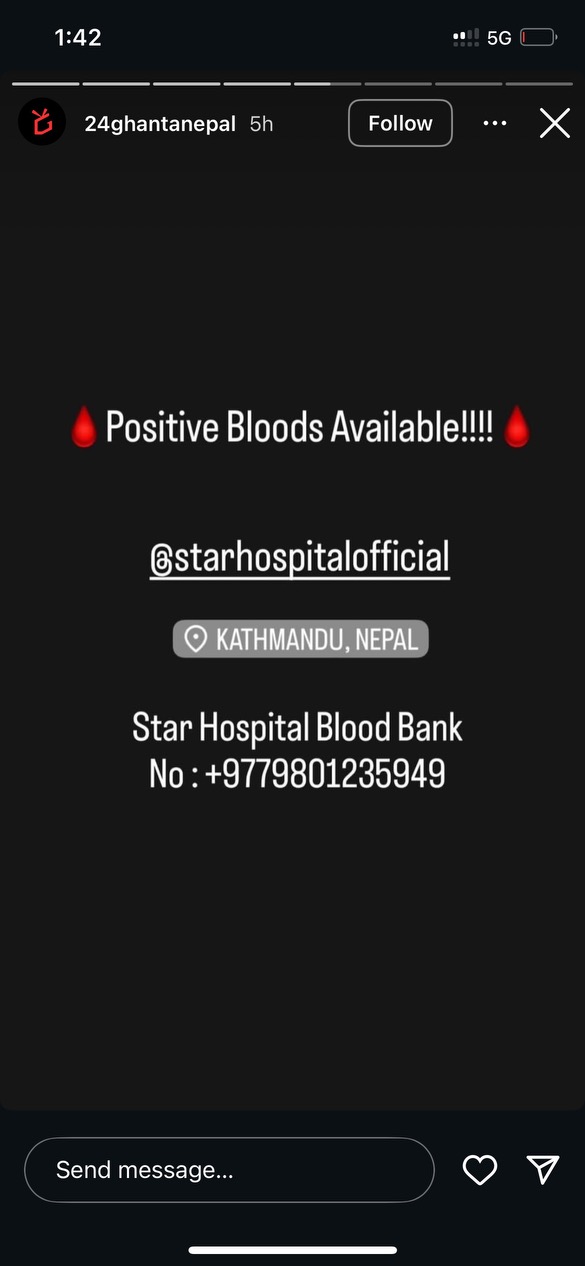 1:42
5G
24ghantanepal 5h
Follow
🩸Positive Bloods Available!!!!🩸
@starhospitalofficial
KATHMANDU, NEPAL
Star Hospital Blood Bank
No : +9779801235949
Send message...